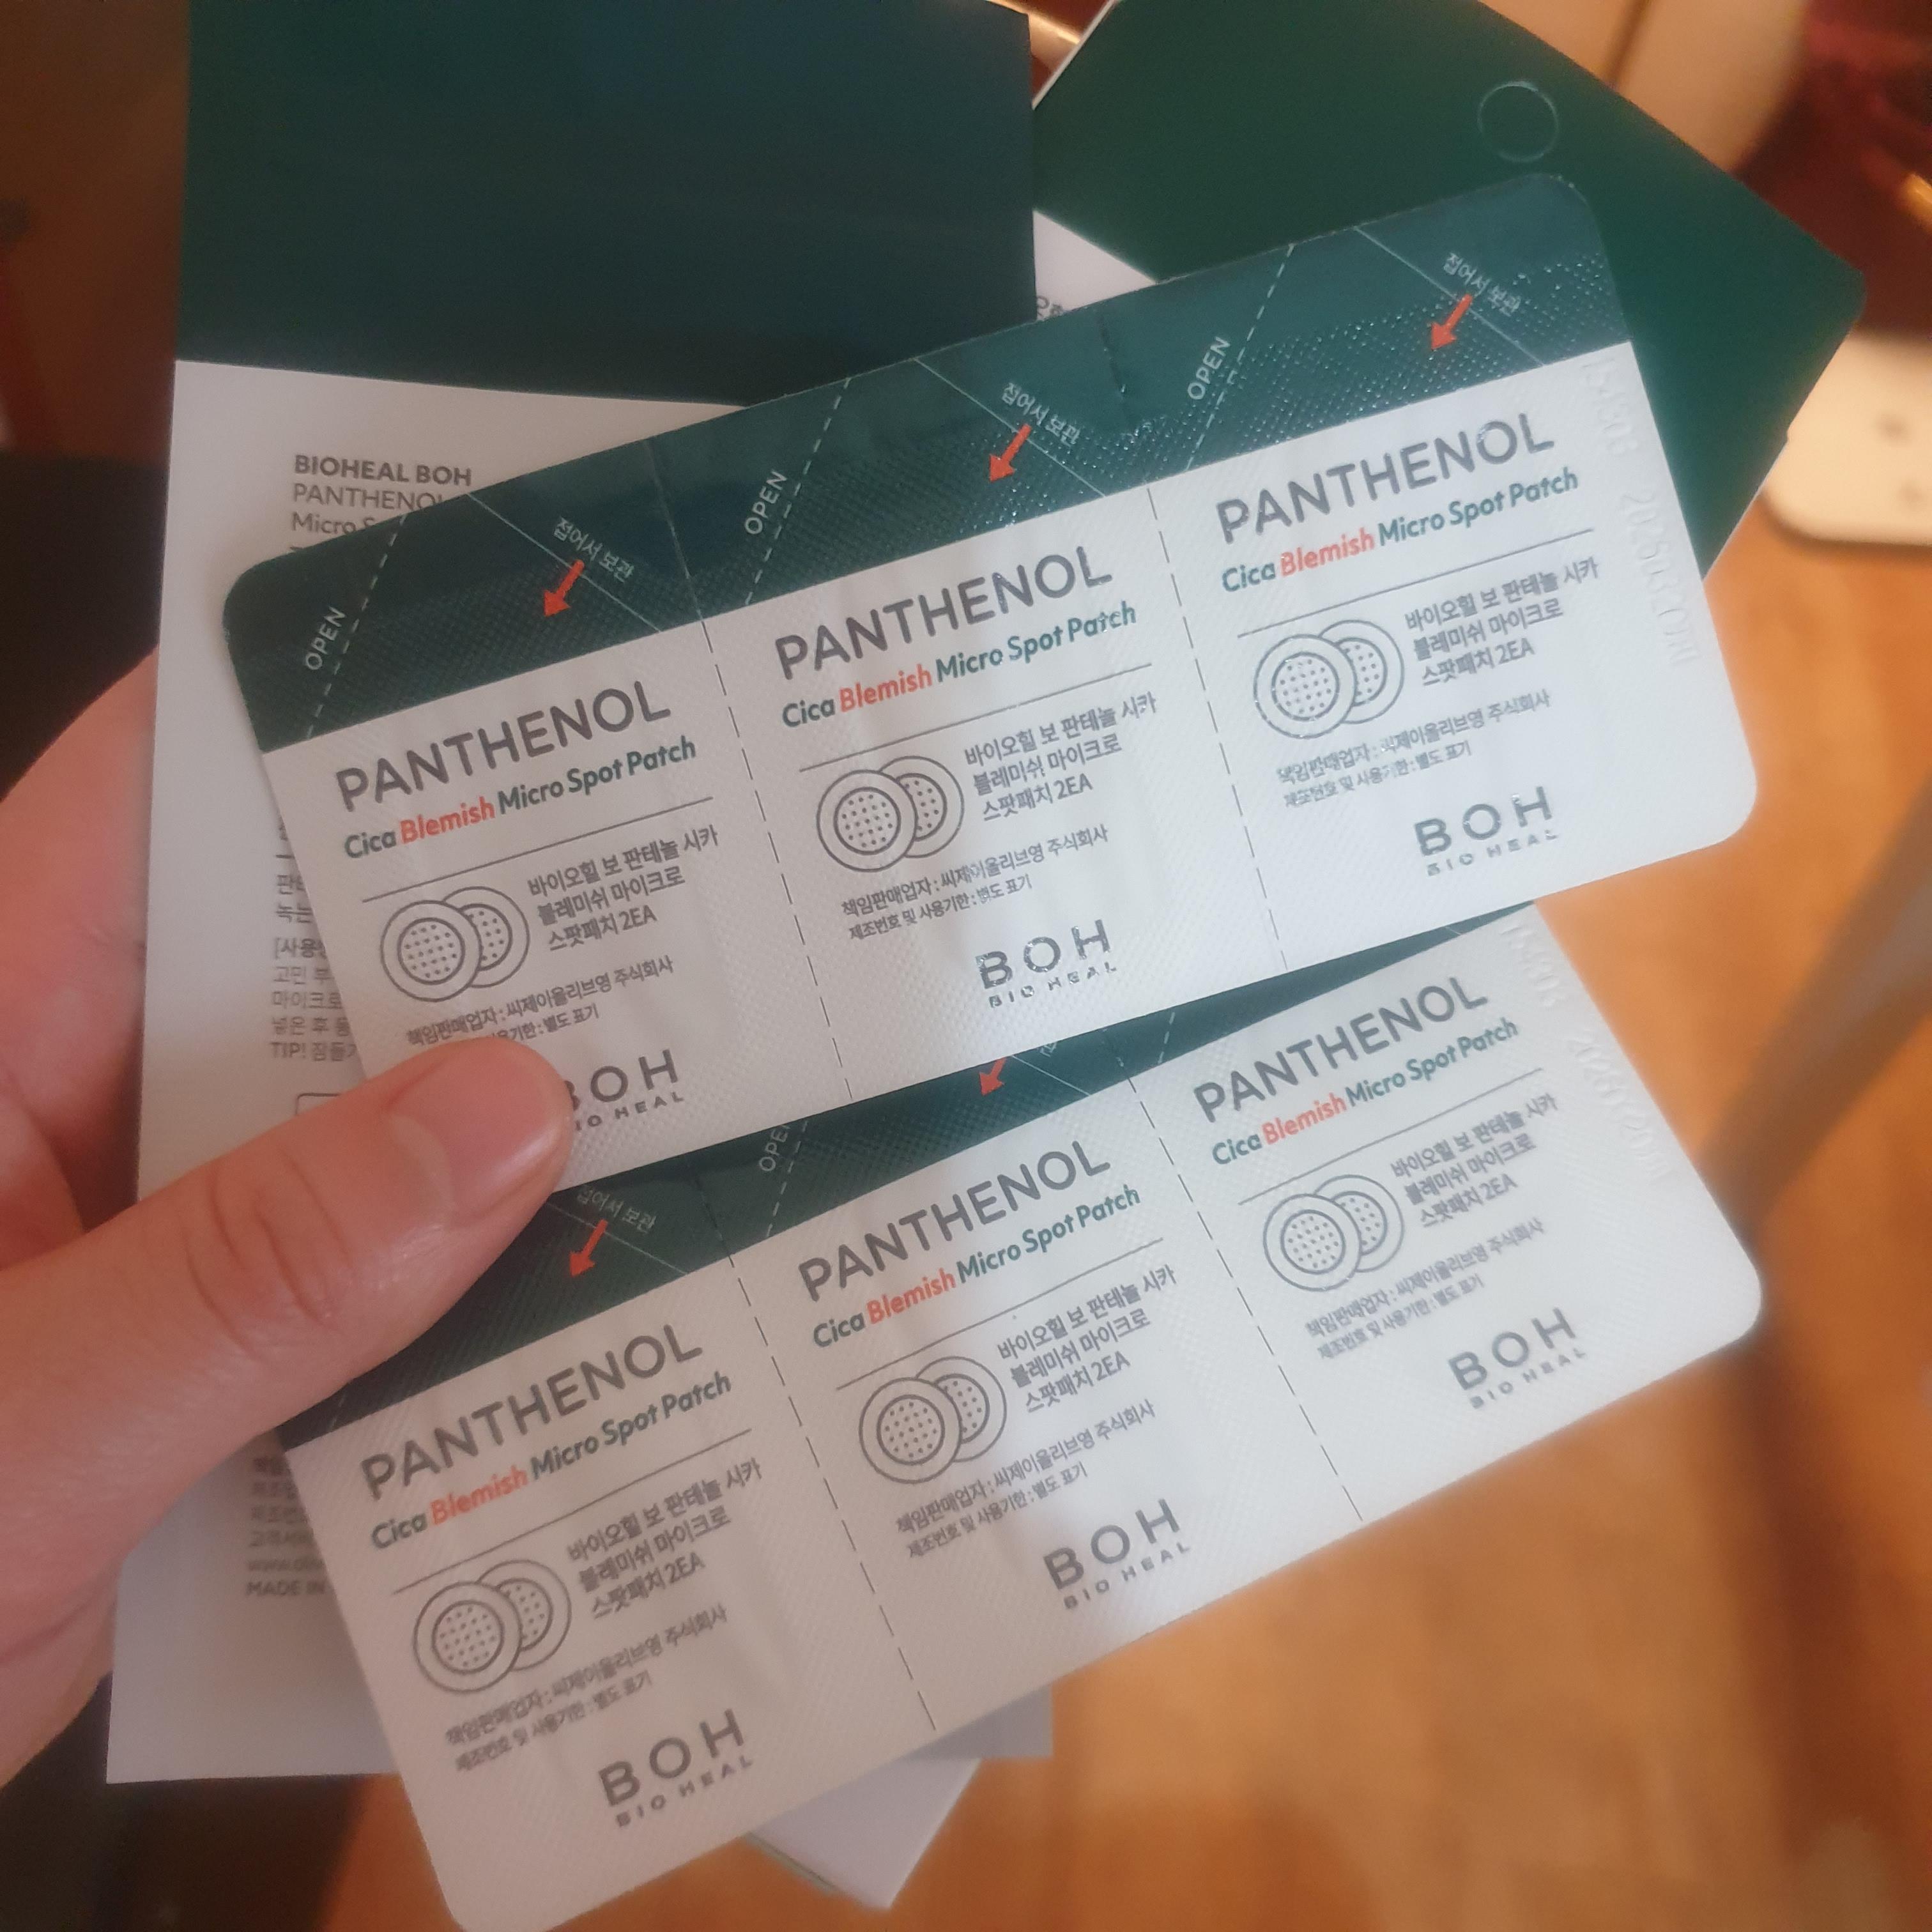 BIOHEAL BOH
PANTHENOL
Micro
녹는
고민 부
마이크로
넣은 후
TIP! 잠들기
MADE IN
OPEN
접어서 보관
PANTHENOL
Cica Blemish Micro Spot Patch
바이오힐 보 판테놀 시카
블레미쉬 마이크로
스팟패치 2EA
책임판매업자 : 씨제이올리브영 주식회사
사용기한 : 별도 표기
BOH
BIO HEAL
OPEN
접어서 보관
PANTHENOL
Cica Blemish Micro Spot Patch
바이오힐 보 판테놀 시카
블레미쉬 마이크로
스팟패치 2EA
책임판매업자 : 씨제이올리브영 주식회사
제조번호 및 사용기한 : 별도 표기
BOH
BIO HEAL
OPEN
접어서 보관
PANTHENOL
Cica Blemish Micro Spot Patch
바이오힐 보 판테놀 시카
블레미쉬 마이크로
스팟패치 2EA
책임판매업자 : 씨제이올리브영 주식회사
제조번호 및 사용기한 : 별도 표기
BOH
BIO HEAL
접어서 보관
PANTHENOL
Cica Blemish Micro Spot Patch
바이오힐 보 판테놀 시카
블레미쉬 마이크로
스팟패치 2EA
책임판매업자 : 씨제이올리브영 주식회사
제조번호 및 사용기한 : 별도 표기
BOH
BIO HEAL
OPEN
PANTHENOL
Cica Blemish Micro Spot Patch
바이오힐 보 판테놀 시카
블레미쉬 마이크로
스팟패치 2EA
책임판매업자 : 씨제이올리브영 주식회사
제조번호 및 사용기한 : 별도 표기
BOH
BIO HEAL
PANTHENOL
Cica Blemish Micro Spot Patch
바이오힐 보 판테놀 시카
블레미쉬 마이크로
스팟패치 2EA
책임판매업자 : 씨제이올리브영 주식회사
제조번호 및 사용기한 : 별도 표기
BOH
BIO HEAL